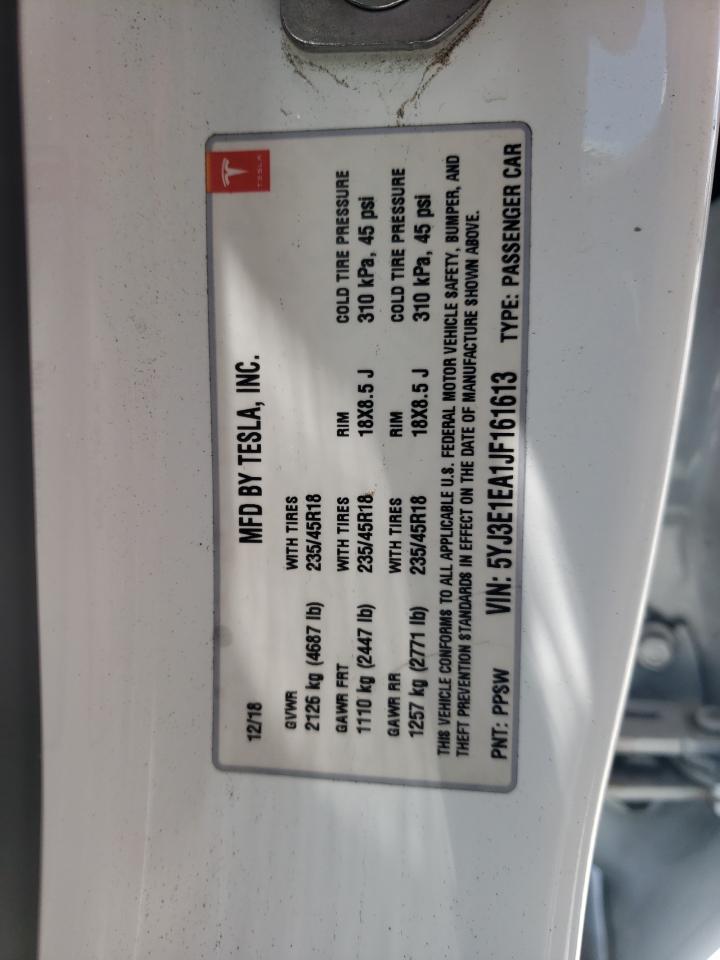 TESLA
12/18 MFD BY TESLA, INC.
GVWR WITH TIRES
2126 kg (4687 lb) 235/45R18
GAWR FRT WITH TIRES RIM COLD TIRE PRESSURE
1110 kg (2447 lb) 235/45R18 18X8.5 J 310 kPa, 45 psi
GAWR RR WITH TIRES RIM COLD TIRE PRESSURE
1257 kg (2771 lb) 235/45R18 18X8.5 J 310 kPa, 45 psi
THIS VEHICLE CONFORMS TO ALL APPLICABLE U.S. FEDERAL MOTOR VEHICLE SAFETY, BUMPER, AND
THEFT PREVENTION STANDARDS IN EFFECT ON THE DATE OF MANUFACTURE SHOWN ABOVE.
PNT: PPSW VIN: 5YJ3E1EA1JF161613 TYPE: PASSENGER CAR